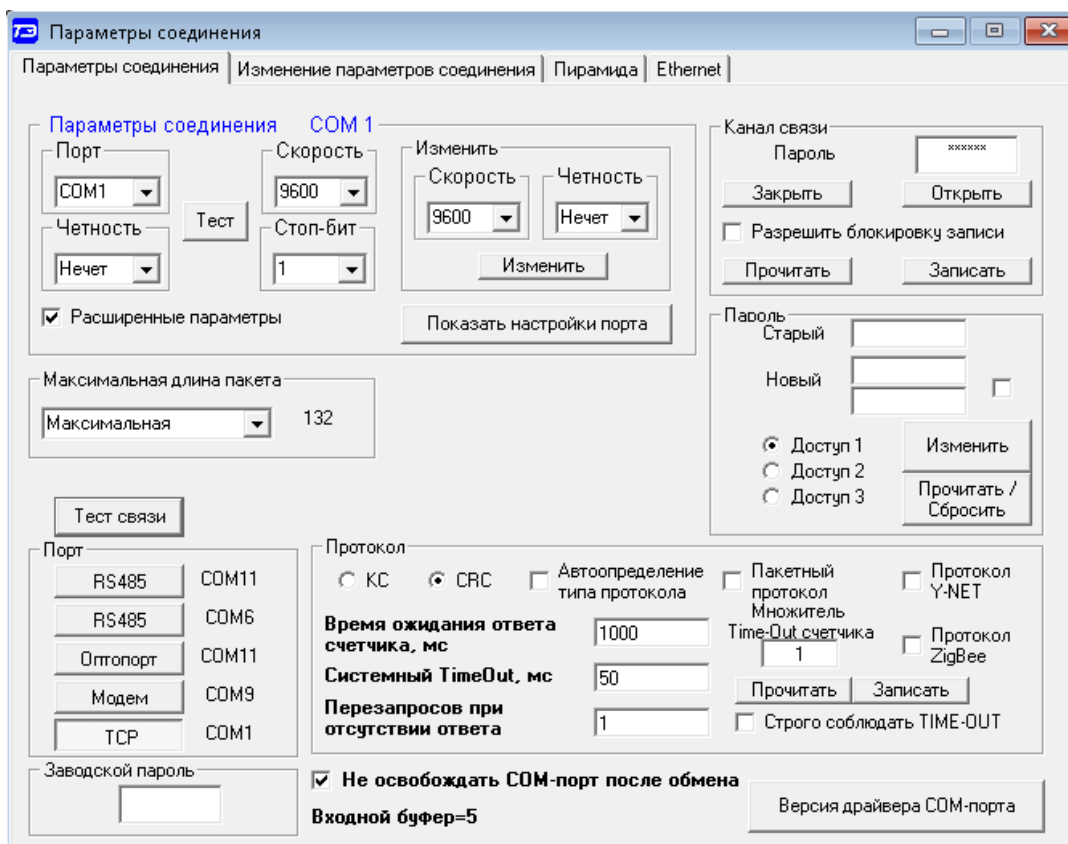 ТЭ Параметры соединения
Параметры соединения Изменение параметров соединения Пирамида Ethernet
Параметры соединения COM 1
Порт
COM1
Скорость
9600
Тест
Четность
Нечет
Стоп-бит
1
Изменить
Скорость
9600
Четность
Нечет
Изменить
Расширенные параметры
Показать настройки порта
Канал связи
Пароль
××××××
Закрыть
Открыть
Разрешить блокировку записи
Прочитать
Записать
Пароль
Старый
Новый
Доступ 1
Доступ 2
Доступ 3
Изменить
Прочитать /
Сбросить
Максимальная длина пакета
Максимальная
132
Тест связи
Порт
RS485 COM11
RS485 COM6
Оптопорт COM11
Модем COM9
TCP COM1
Протокол
КС
CRC
Автоопределение
типа протокола
Пакетный
протокол
Протокол
Y-NET
Время ожидания ответа
счетчика, мс
1000
Системный TimeOut, мс
50
Перезапросов при
отсутствии ответа
1
Множитель
Time-Out счетчика
1
Протокол
ZigBee
Прочитать
Записать
Строго соблюдать TIME-OUT
Заводской пароль
Не освобождать COM-порт после обмена
Входной буфер=5
Версия драйвера COM-порта